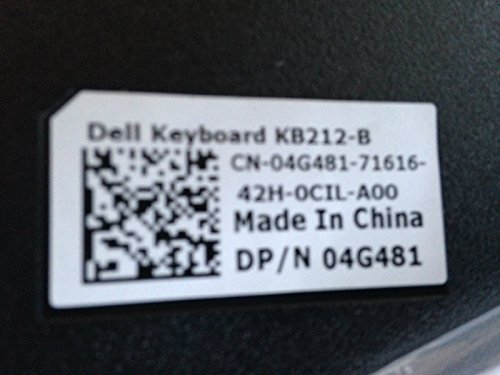 Dell Keyboard KB212-B
CN-04G481-71616-
42H-0CIL-A00
Made In China
DP/N 04G481